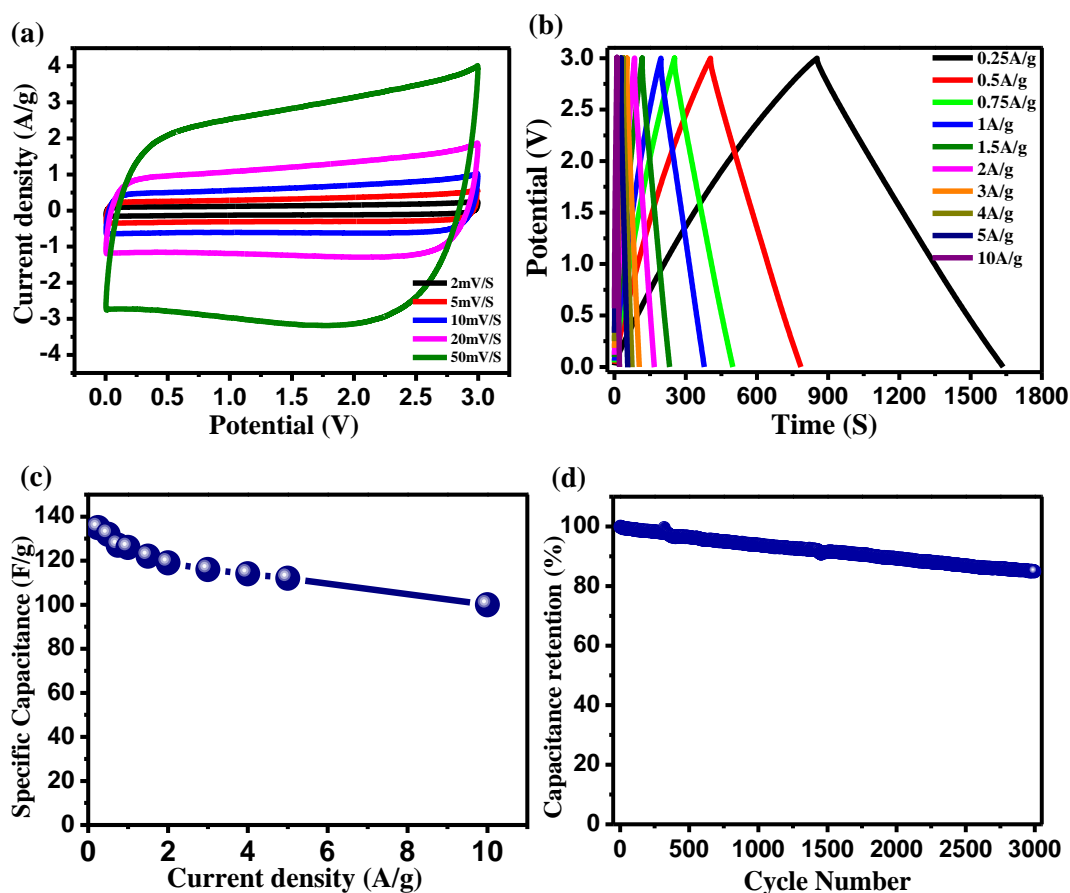 (a)
Current density (A/g)
4
3
2
1
0
-1
-2
-3
-4
2mV/S
5mV/S
10mV/S
20mV/S
50mV/S
0.0 0.5 1.0 1.5 2.0 2.5 3.0
Potential (V)
(b)
Potential (V)
3.0
2.5
2.0
1.5
1.0
0.5
0.0
0.25A/g
0.5A/g
0.75A/g
1A/g
1.5A/g
2A/g
3A/g
4A/g
5A/g
10A/g
0 300 600 900 1200 1500 1800
Time (S)
(c)
Specific Capacitance (F/g)
140
120
100
80
60
40
20
0
0 2 4 6 8 10
Current density (A/g)
(d)
Capacitance retention (%)
100
80
60
40
20
0
0 500 1000 1500 2000 2500 3000
Cycle Number